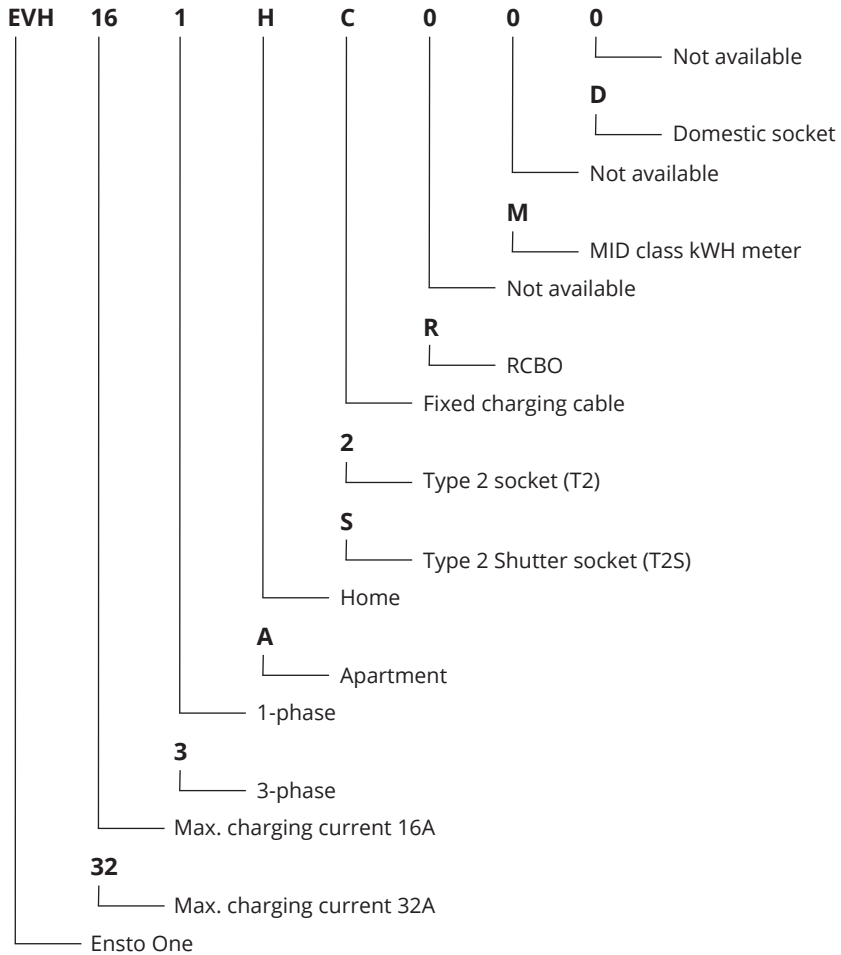 EVH 16 1 H C 0 0 0
Not available
D
Domestic socket
Not available
M
MID class kWH meter
Not available
R
RCBO
Fixed charging cable
2
Type 2 socket (T2)
S
Type 2 Shutter socket (T2S)
Home
A
Apartment
1-phase
3
3-phase
Max. charging current 16A
32
Max. charging current 32A
Ensto One